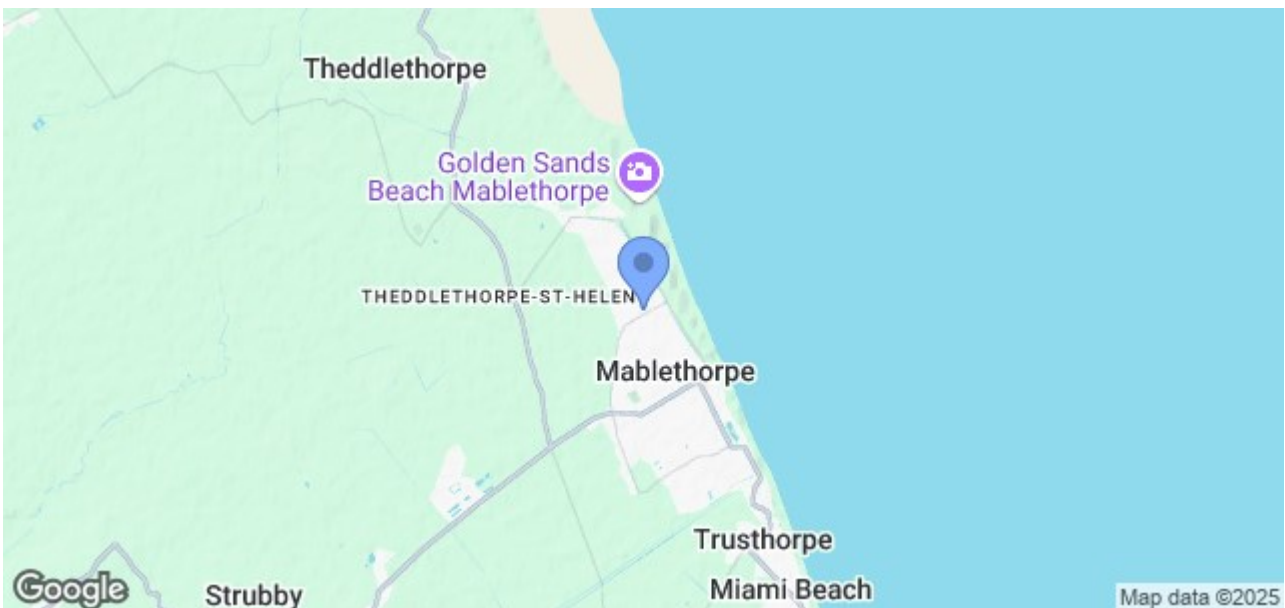 Theddlethorpe
Golden Sands
Beach Mablethorpe
THEDDLETHORPE-ST-HELEN
Mablethorpe
Trusthorpe
Miami Beach
Strubby
Google
Map data ©2025